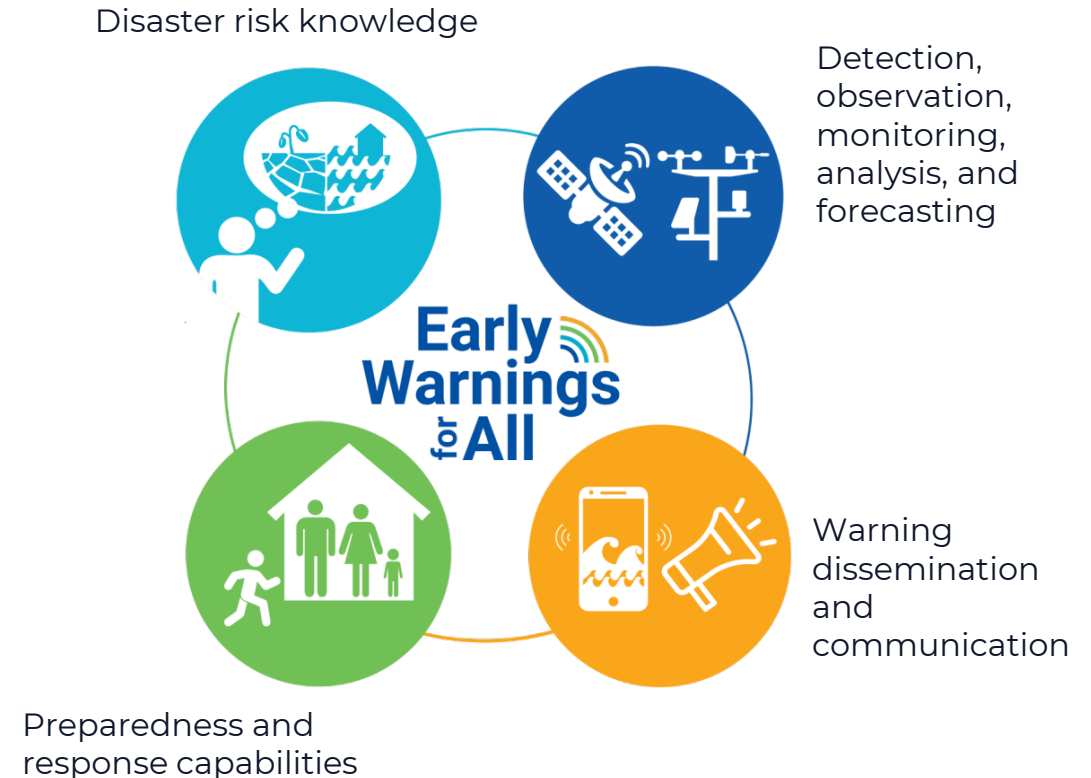 Disaster risk knowledge
Detection,
observation,
monitoring,
analysis, and
forecasting
Early
Warnings
for All
Warning
dissemination
and
communication
Preparedness and
response capabilities